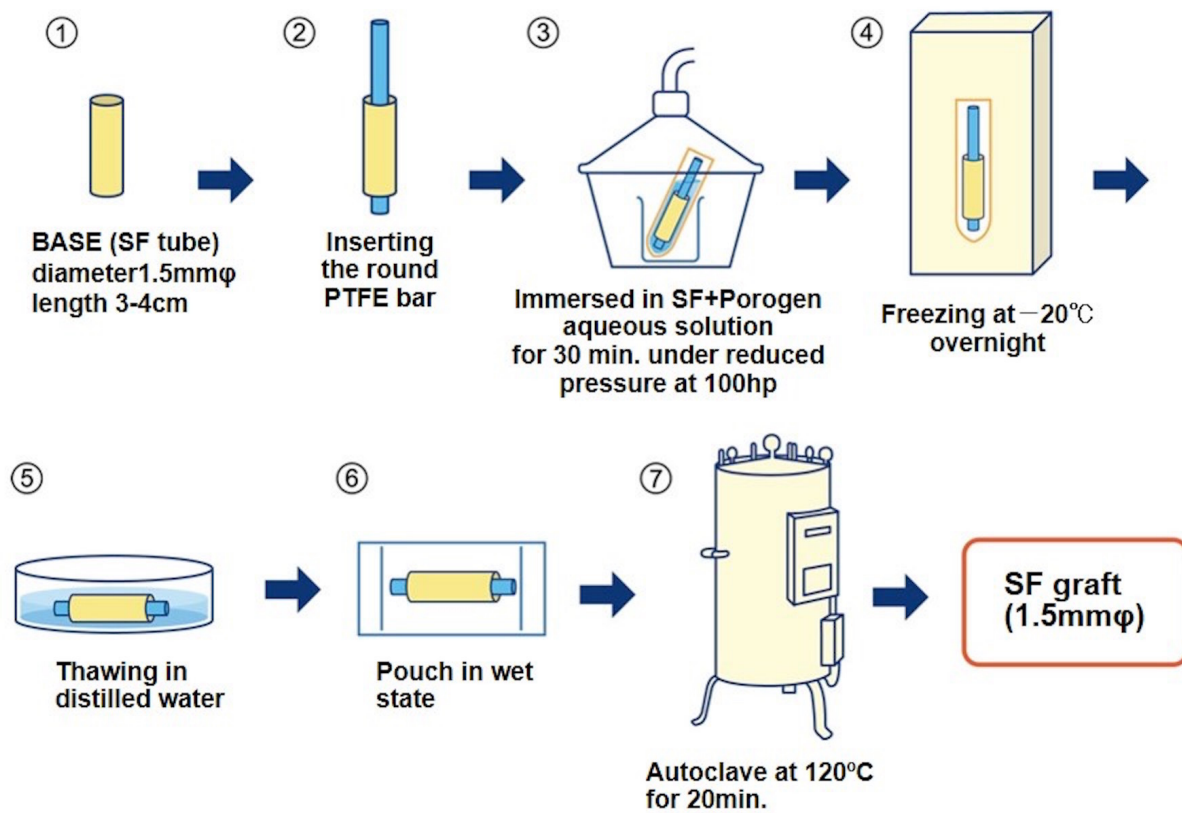 ①
BASE (SF tube)
diameter1.5mmφ
length 3-4cm
②
Inserting
the round
PTFE bar
③
Immersed in SF+Porogen
aqueous solution
for 30 min. under reduced
pressure at 100hp
④
Freezing at－20℃
overnight
⑤
Thawing in
distilled water
⑥
Pouch in wet
state
⑦
Autoclave at 120ºC
for 20min.
SF graft
(1.5mmφ)